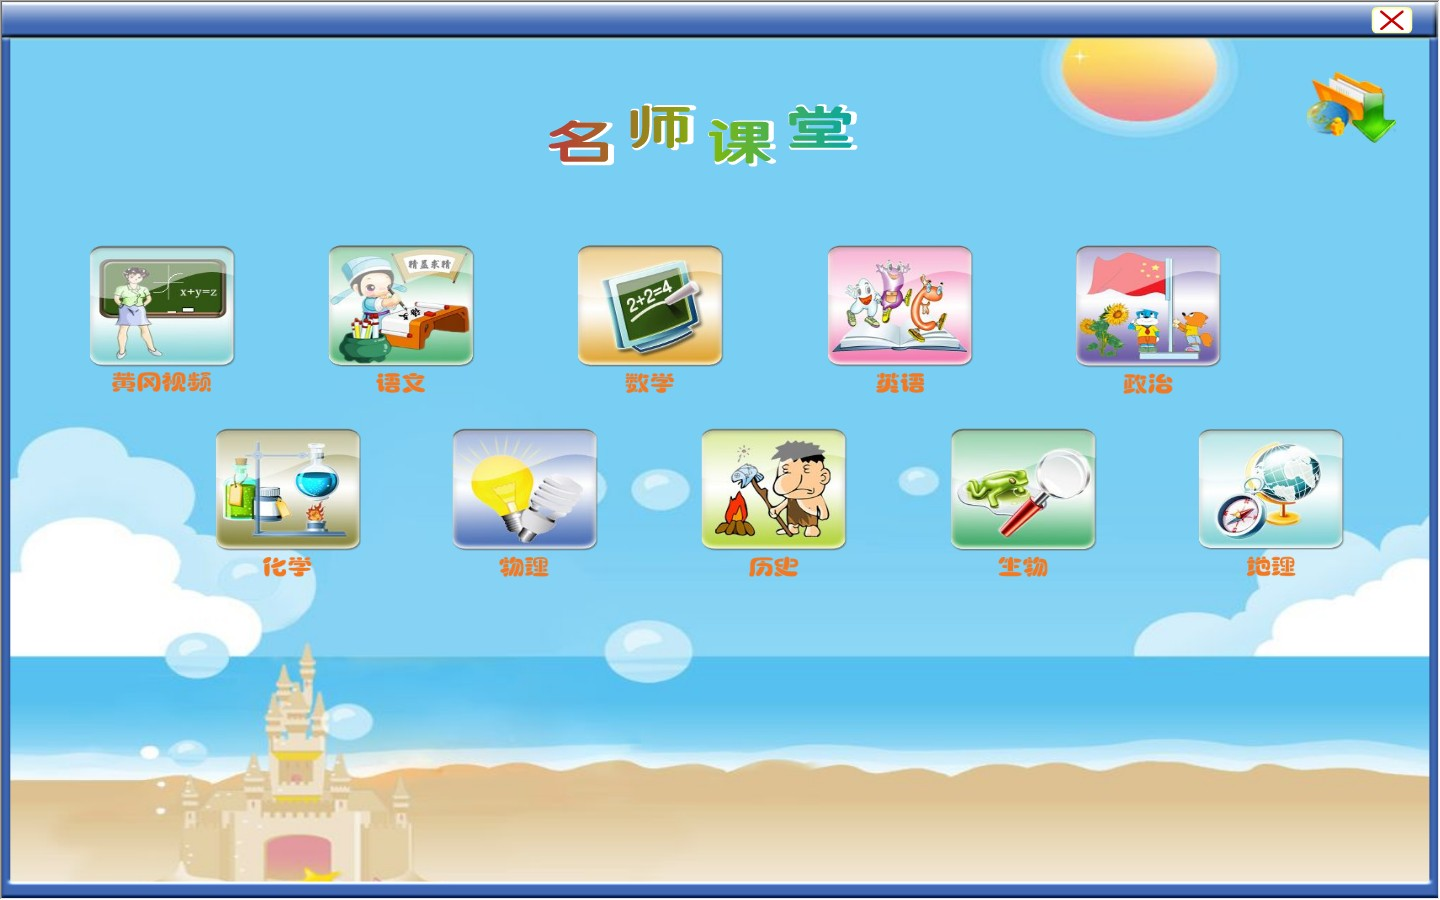 名师课堂
x+y=z
精益求精
2+2=4
黄冈视频
语文
数学
英语
政治
化学
物理
历史
生物
地理